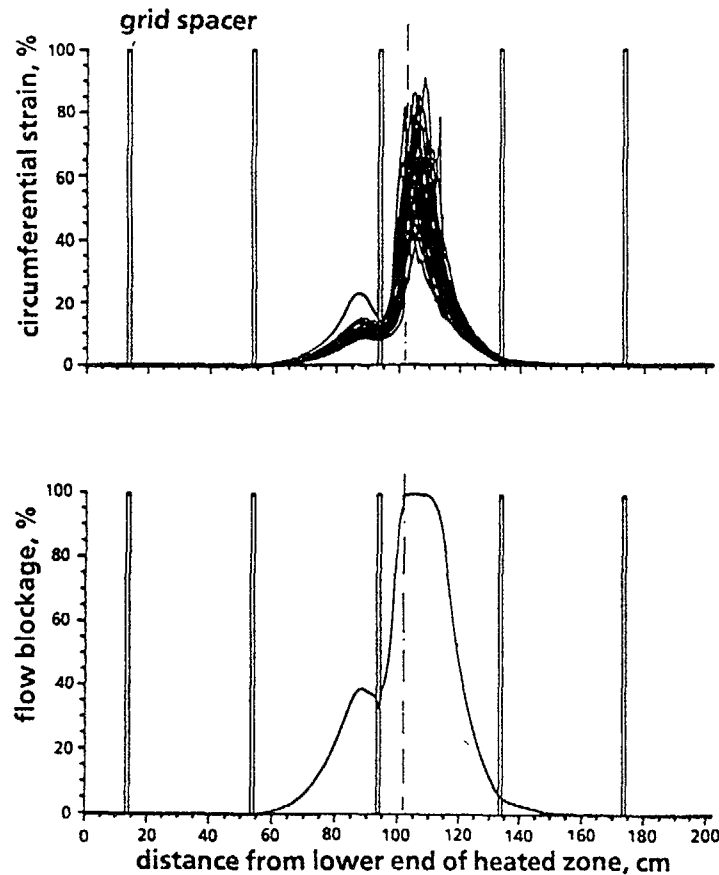 grid spacer
circumferential strain, %
100
80
60
40
20
0
flow blockage, %
100
80
60
40
20
0
0 20 40 60 80 100 120 140 160 180 200
distance from lower end of heated zone, cm